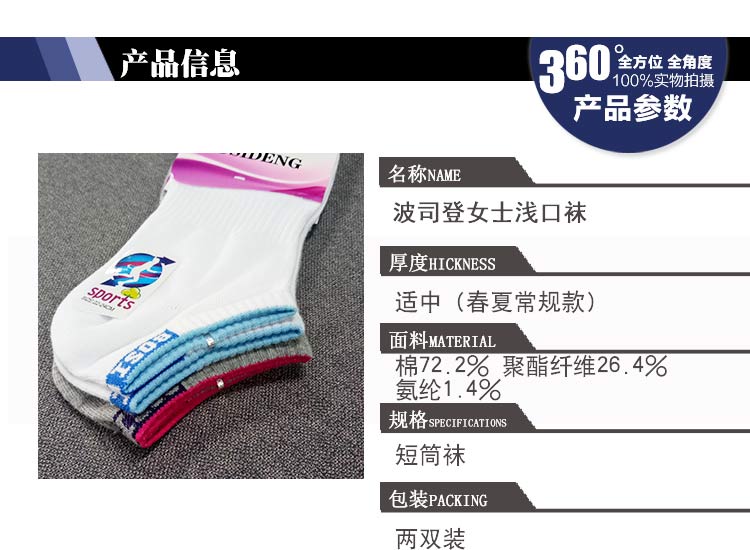 产品信息
360°
全方位 全角度
100%实物拍摄
产品参数
SIDENG
sports
BOSI
名称NAME
波司登女士浅口袜
厚度HICKNESS
适中（春夏常规款）
面料MATERIAL
棉72.2% 聚酯纤维26.4%
氨纶1.4%
规格SPECIFICATIONS
短筒袜
包装PACKING
两双装